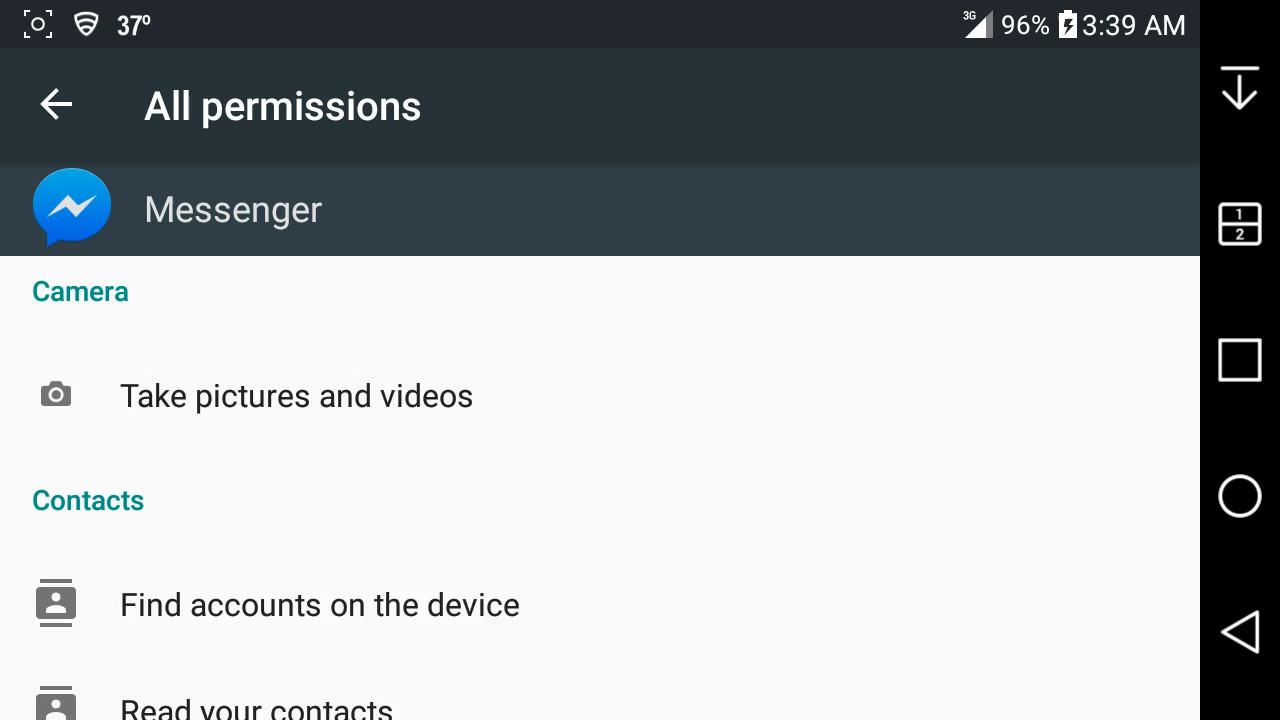 37º 3G 96% 3:39 AM
All permissions
Messenger
Camera
Take pictures and videos
Contacts
Find accounts on the device
Read your contacts
1
2